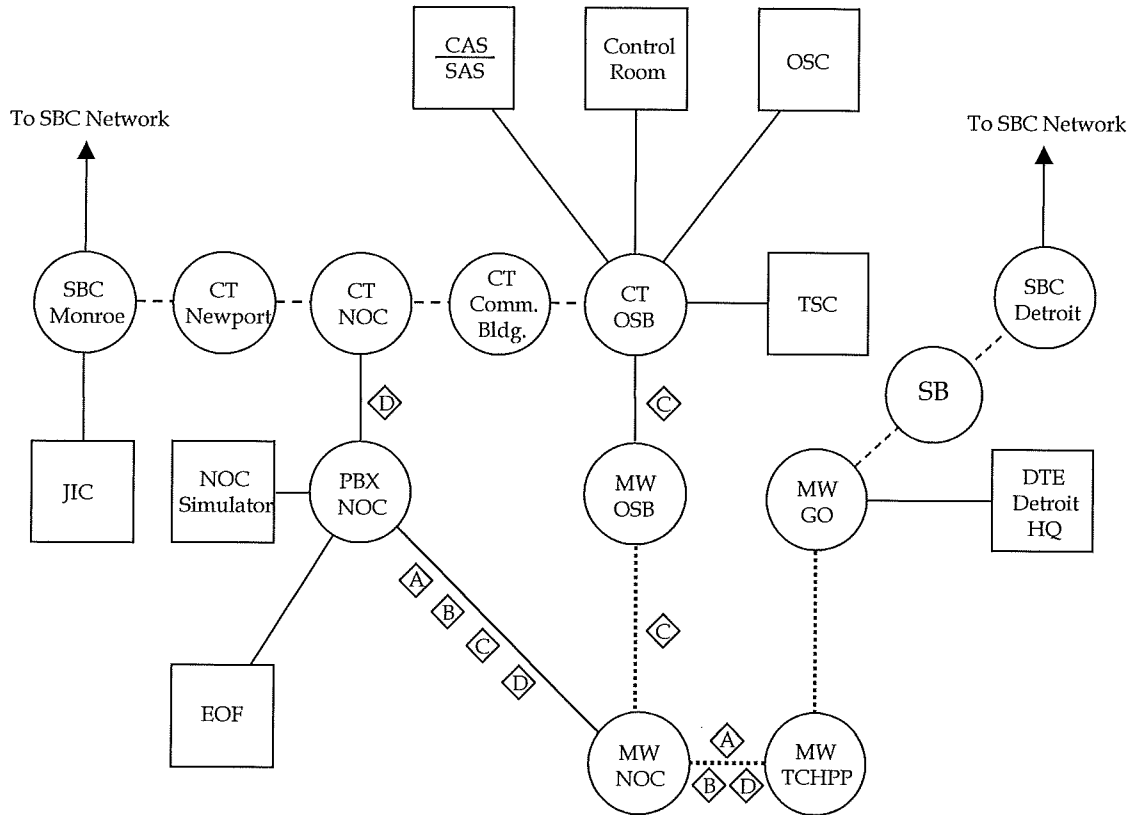 CAS
SAS
Control
Room
OSC
To SBC Network
To SBC Network
SBC
Monroe
CT
Newport
CT
NOC
CT
Comm.
Bldg.
CT
OSB
TSC
SBC
Detroit
SB
D
C
JIC
NOC
Simulator
PBX
NOC
MW
OSB
MW
GO
DTE
Detroit
HQ
A
B
C
D
C
EOF
MW
NOC
A
B
D
MW
TCHPP